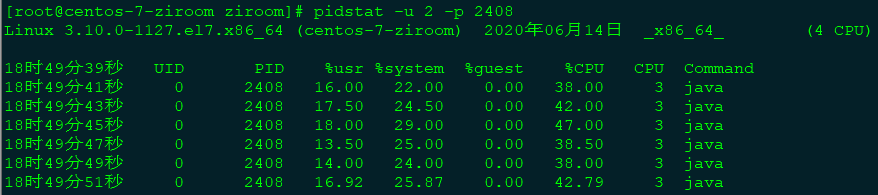 [root@centos-7-ziroom ziroom]# pidstat -u 2 -p 2408
Linux 3.10.0-1127.el7.x86_64 (centos-7-ziroom) 2020年06月14日 _x86_64_ (4 CPU)
18时49分39秒 UID PID %usr %system %guest %CPU CPU Command
18时49分41秒 0 2408 16.00 22.00 0.00 38.00 3 java
18时49分43秒 0 2408 17.50 24.50 0.00 42.00 3 java
18时49分45秒 0 2408 18.00 29.00 0.00 47.00 3 java
18时49分47秒 0 2408 13.50 25.00 0.00 38.50 3 java
18时49分49秒 0 2408 14.00 24.00 0.00 38.00 3 java
18时49分51秒 0 2408 16.92 25.87 0.00 42.79 3 java